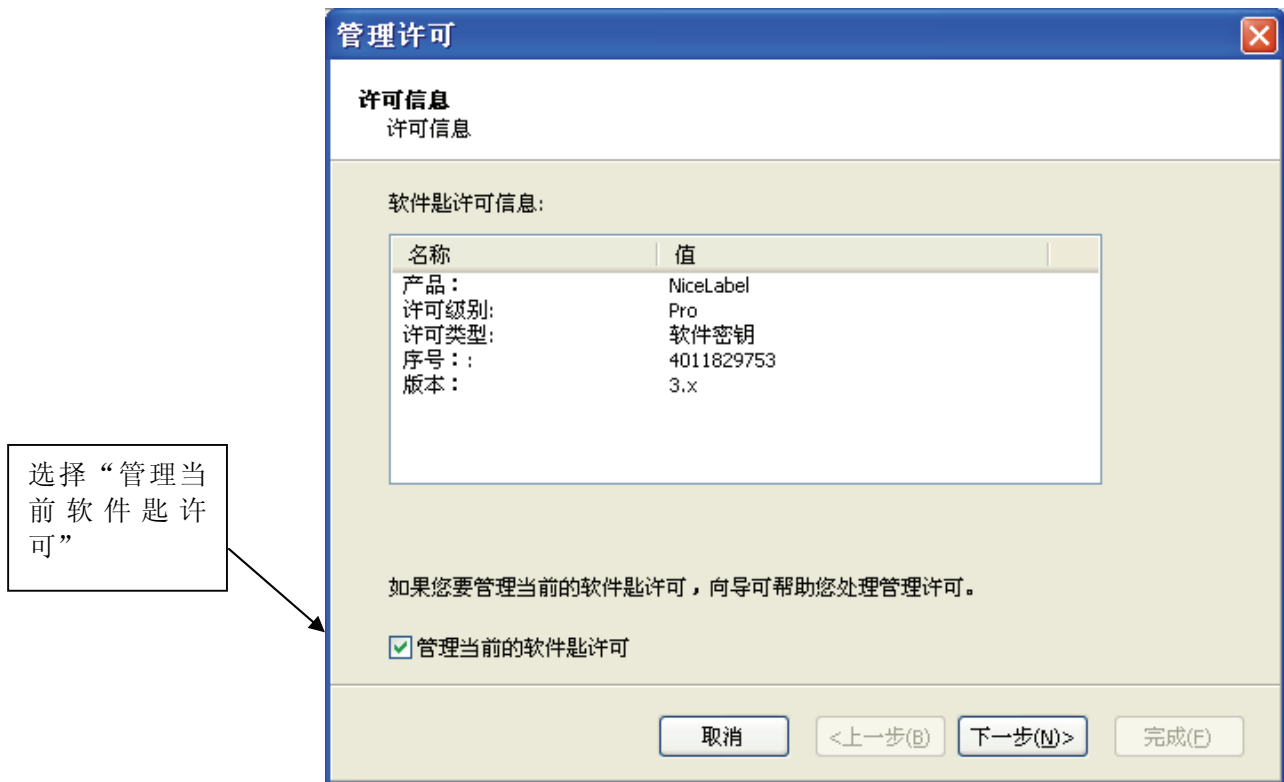 管理许可
许可信息
许可信息
软件匙许可信息:
名称 值
产品： NiceLabel
许可级别: Pro
许可类型: 软件密钥
序号：: 4011829753
版本： 3.x
选择“管理当
前软件匙许
可”
如果您要管理当前的软件匙许可，向导可帮助您处理管理许可。
管理当前的软件匙许可
取消 <上一步(B) 下一步(N)> 完成(F)